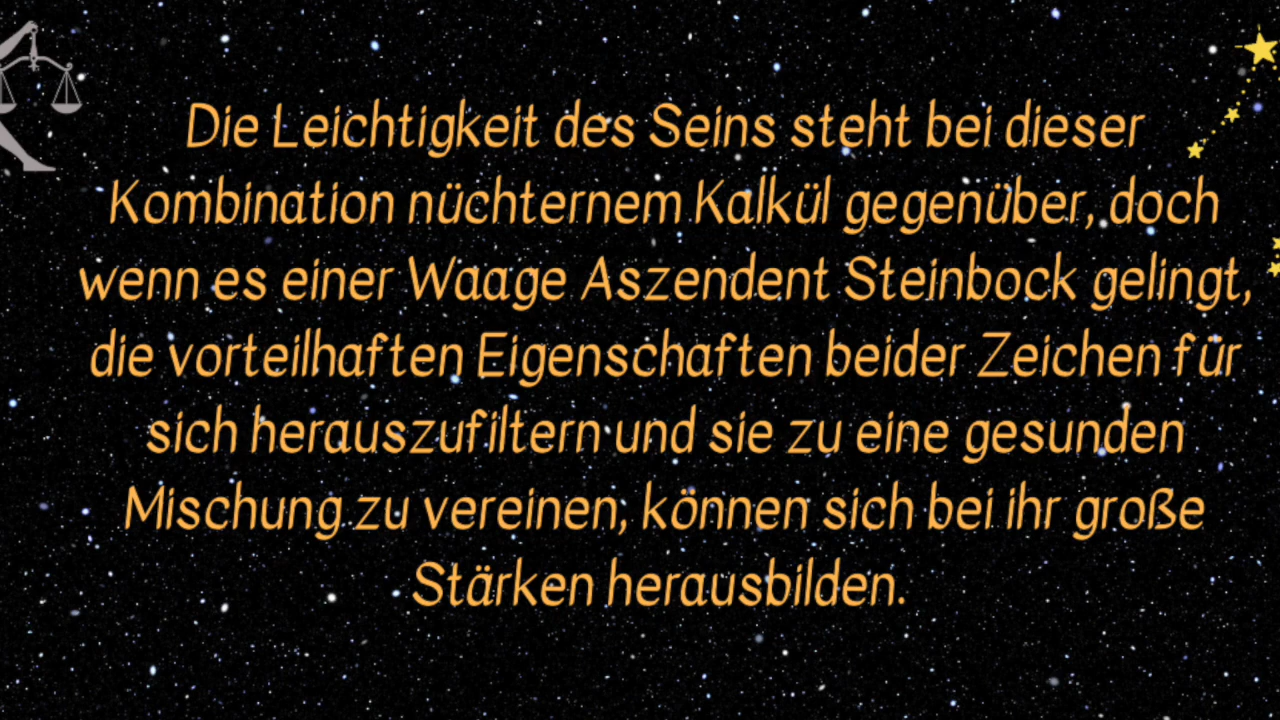 Die Leichtigkeit des Seins steht bei dieser
Kombination nüchternem Kalkül gegenüber, doch
wenn es einer Waage Aszendent Steinbock gelingt,
die vorteilhaften Eigenschaften beider Zeichen für
sich herauszufiltern und sie zu eine gesunden
Mischung zu vereinen, können sich bei ihr große
Stärken herausbilden.